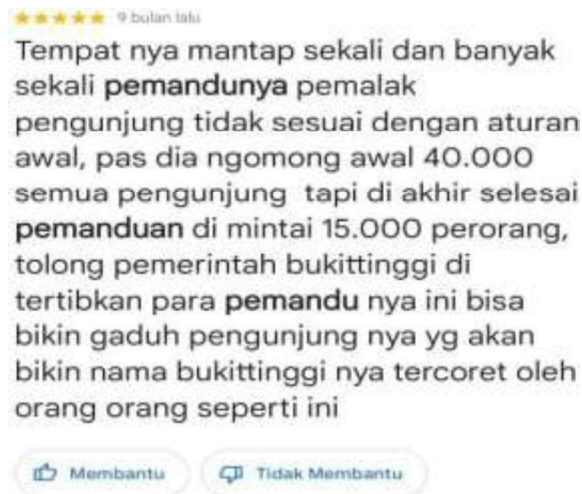 9 bulan lalu
Tempat nya mantap sekali dan banyak
sekali pemandunya pemalak
pengunjung tidak sesuai dengan aturan
awal, pas dia ngomong awal 40.000
semua pengunjung tapi di akhir selesai
pemanduan di mintai 15.000 perorang,
tolong pemerintah bukittinggi di
tertibkan para pemandu nya ini bisa
bikin gaduh pengunjung nya yg akan
bikin nama bukittinggi nya tercoret oleh
orang orang seperti ini
Membantu Tidak Membantu